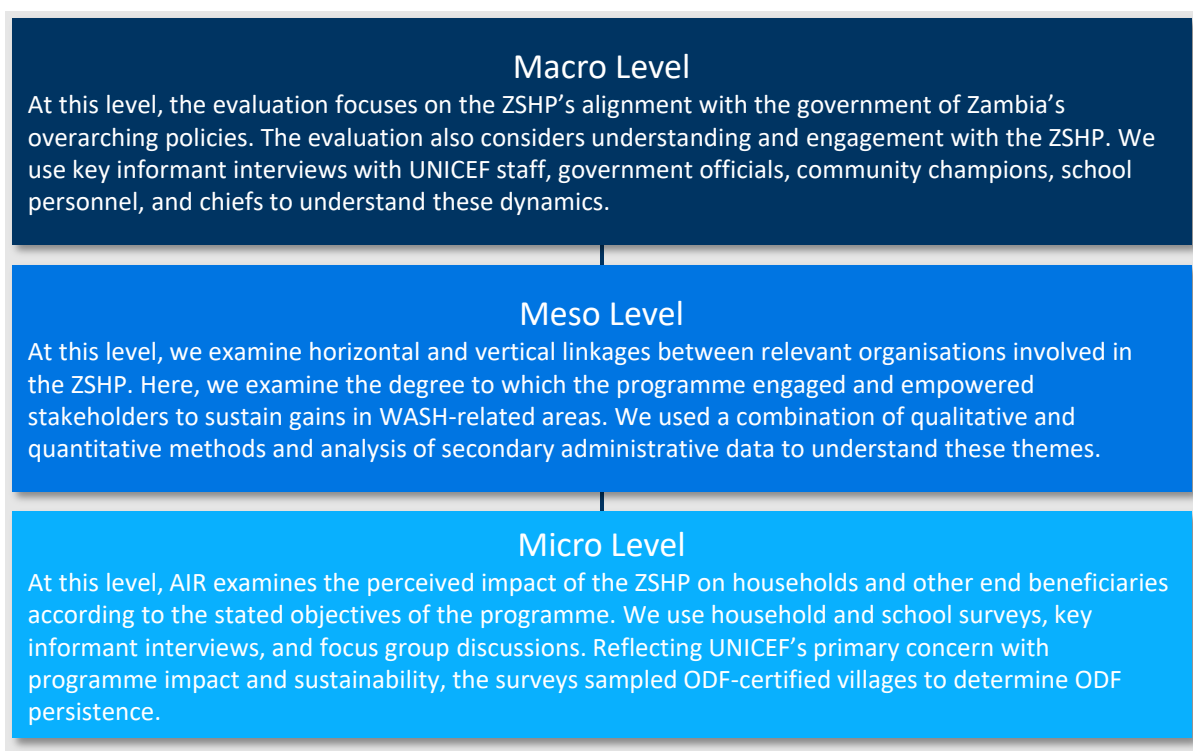 Macro Level
At this level, the evaluation focuses on the ZSHP’s alignment with the government of Zambia’s
overarching policies. The evaluation also considers understanding and engagement with the ZSHP. We
use key informant interviews with UNICEF staff, government officials, community champions, school
personnel, and chiefs to understand these dynamics.
Meso Level
At this level, we examine horizontal and vertical linkages between relevant organisations involved in
the ZSHP. Here, we examine the degree to which the programme engaged and empowered
stakeholders to sustain gains in WASH-related areas. We used a combination of qualitative and
quantitative methods and analysis of secondary administrative data to understand these themes.
Micro Level
At this level, AIR examines the perceived impact of the ZSHP on households and other end beneficiaries
according to the stated objectives of the programme. We use household and school surveys, key
informant interviews, and focus group discussions. Reflecting UNICEF’s primary concern with
programme impact and sustainability, the surveys sampled ODF-certified villages to determine ODF
persistence.